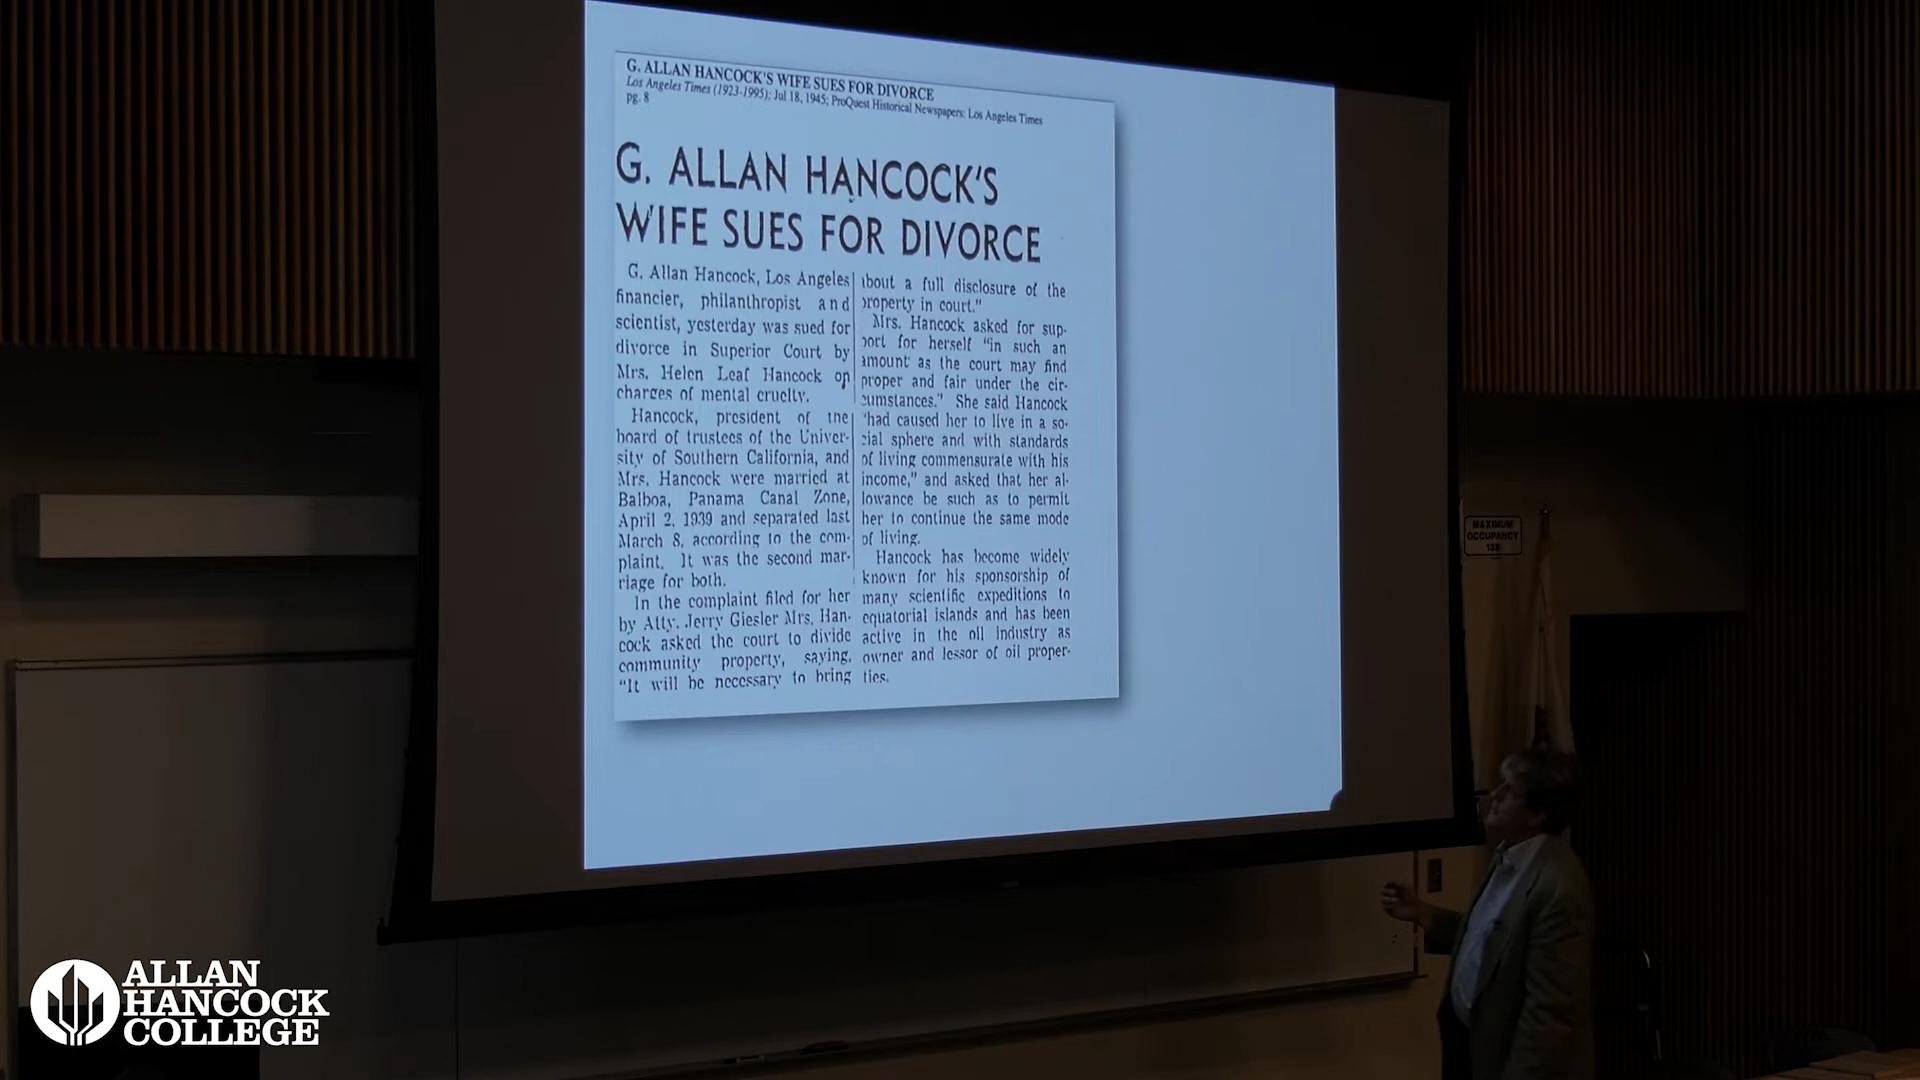 G. ALLAN HANCOCK'S WIFE SUES FOR DIVORCE
Los Angeles Times (1923-1995); Jul 18, 1945; ProQuest Historical Newspapers: Los Angeles Times
pg. 8
G. ALLAN HANCOCK'S
WIFE SUES FOR DIVORCE
G. Allan Hancock, Los Angeles
financier, philanthropist and
scientist, yesterday was sued for
divorce in Superior Court by
Mrs. Helen Leaf Hancock on
charges of mental cruelty.
Hancock, president of the
board of trustees of the Univer-
sity of Southern California, and
Mrs. Hancock were married at
Balboa, Panama Canal Zone,
April 2, 1939 and separated last
March 8, according to the com-
plaint. It was the second mar-
riage for both.
In the complaint filed for her
by Atty. Jerry Giesler Mrs. Han-
cock asked the court to divide
community property, saying,
"It will be necessary to bring
about a full disclosure of the
property in court."
Mrs. Hancock asked for sup-
port for herself "in such an
amount as the court may find
proper and fair under the cir-
cumstances." She said Hancock
"had caused her to live in a so-
cial sphere and with standards
of living commensurate with his
income," and asked that her al-
lowance be such as to permit
her to continue the same mode
of living.
Hancock has become widely
known for his sponsorship of
many scientific expeditions to
equatorial islands and has been
active in the oil industry as
owner and lessor of oil proper-
ties.
MAXIMUM
OCCUPANCY
138
ALLAN
HANCOCK
COLLEGE